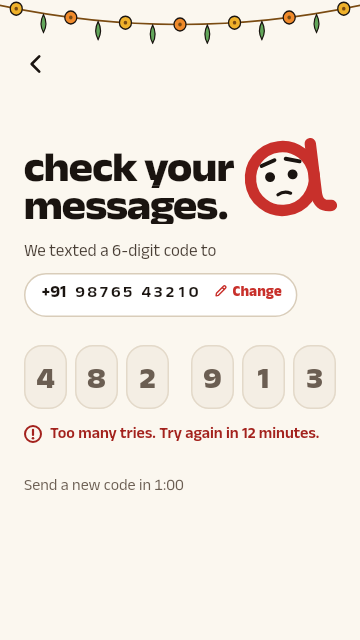 check your
messages.
We texted a 6-digit code to
+91 98765 43210 Change
4 8 2 9 1 3
Too many tries. Try again in 12 minutes.
Send a new code in 1:00